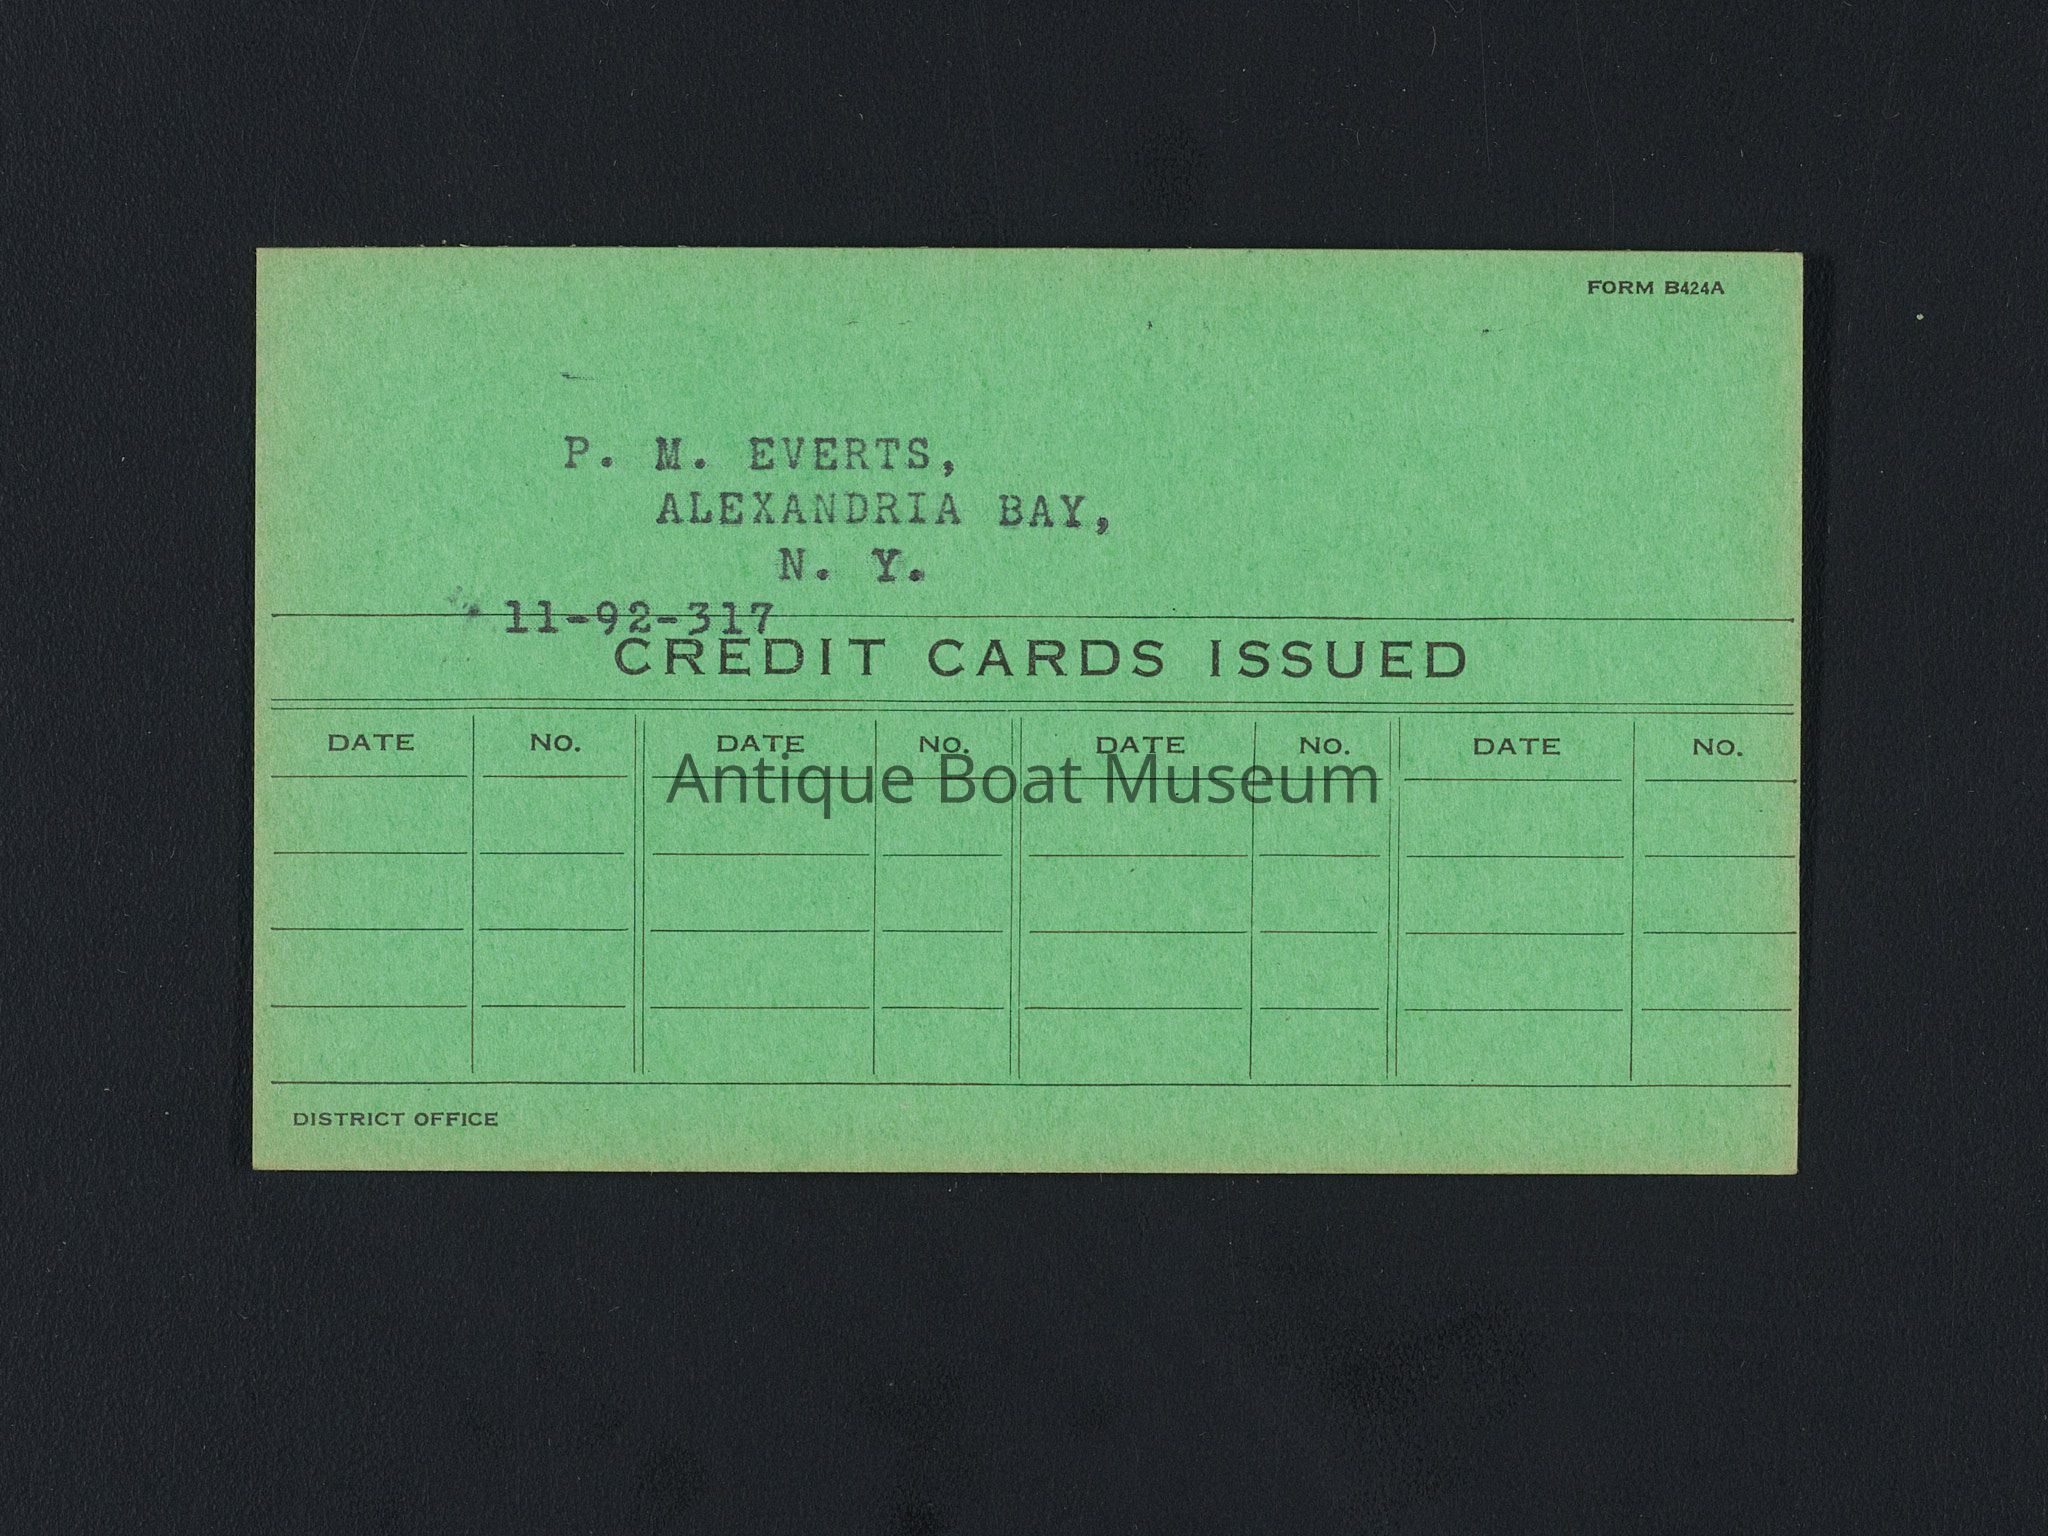 FORM B424A
P. M. EVERTS,
ALEXANDRIA BAY,
N. Y.
11-92-317
CREDIT CARDS ISSUED
DATE NO. DATE NO. DATE NO. DATE NO.
Antique Boat Museum
DISTRICT OFFICE